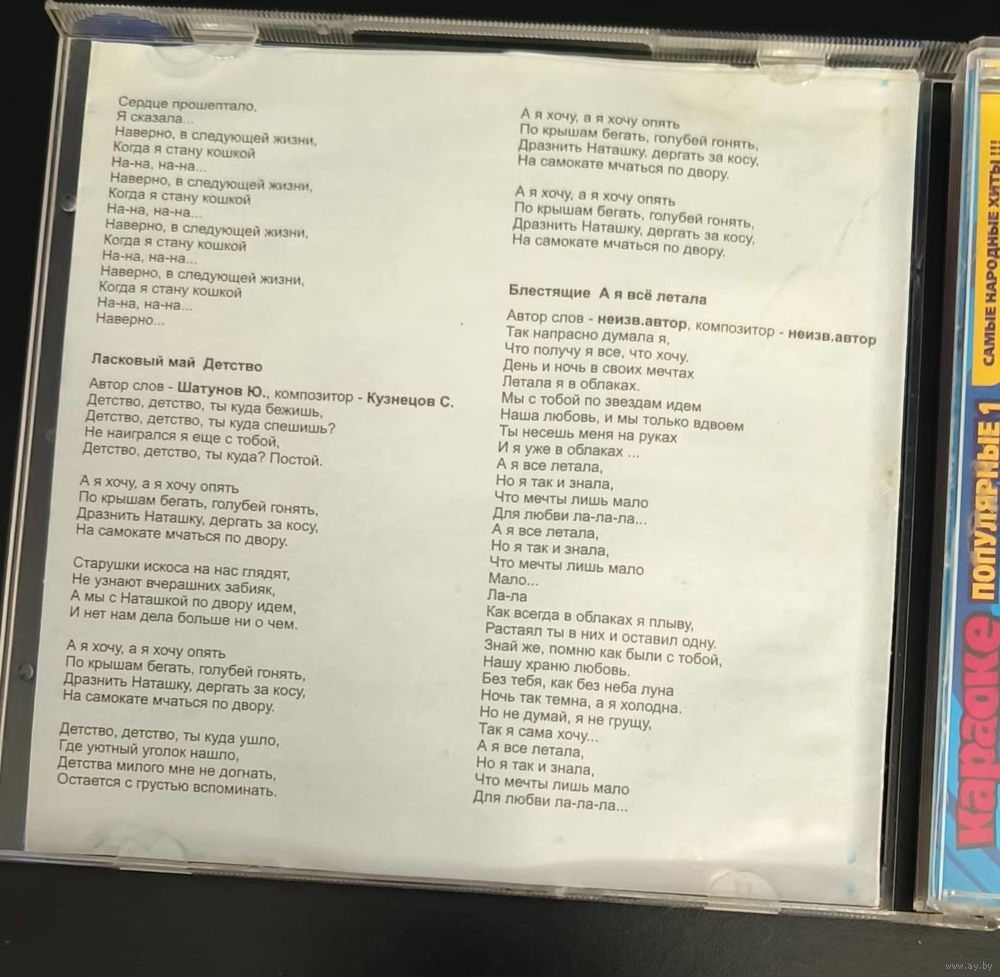 Сердце прошептало,
Я сказала...
Наверно, в следующей жизни,
Когда я стану кошкой
На-на, на-на...
Наверно, в следующей жизни,
Когда я стану кошкой
На-на, на-на...
Наверно, в следующей жизни,
Когда я стану кошкой
На-на, на-на...
Наверно, в следующей жизни,
Когда я стану кошкой
На-на, на-на...
Наверно...
Ласковый май Детство
Автор слов - Шатунов Ю., композитор - Кузнецов С.
Детство, детство, ты куда бежишь,
Детство, детство, ты куда спешишь?
Не наигрался я еще с тобой,
Детство, детство, ты куда? Постой.
А я хочу, а я хочу опять
По крышам бегать, голубей гонять,
Дразнить Наташку, дергать за косу,
На самокате мчаться по двору.
Старушки искоса на нас глядят,
Не узнают вчерашних забияк,
А мы с Наташкой по двору идем,
И нет нам дела больше ни о чем.
А я хочу, а я хочу опять
По крышам бегать, голубей гонять,
Дразнить Наташку, дергать за косу,
На самокате мчаться по двору.
Детство, детство, ты куда ушло,
Где уютный уголок нашло,
Детства милого мне не догнать,
Остается с грустью вспоминать.
А я хочу, а я хочу опять
По крышам бегать, голубей гонять,
Дразнить Наташку, дергать за косу,
На самокате мчаться по двору.
А я хочу, а я хочу опять
По крышам бегать, голубей гонять,
Дразнить Наташку, дергать за косу,
На самокате мчаться по двору.
Блестящие А я всё летала
Автор слов - неизв.автор, композитор - неизв.автор
Так напрасно думала я,
Что получу я все, что хочу.
День и ночь в своих мечтах
Летала я в облаках.
Мы с тобой по звездам идем
Наша любовь, и мы только вдвоем
Ты несешь меня на руках
И я уже в облаках ...
А я все летала,
Но я так и знала,
Что мечты лишь мало
Для любви ла-ла-ла...
А я все летала,
Но я так и знала,
Что мечты лишь мало
Мало...
Ла-ла
Как всегда в облаках я плыву,
Растаял ты в них и оставил одну.
Знай же, помню как были с тобой,
Нашу храню любовь.
Без тебя, как без неба луна
Ночь так темна, а я холодна.
Но не думай, я не грущу,
Так я сама хочу...
А я все летала,
Но я так и знала,
Что мечты лишь мало
Для любви ла-ла-ла...
Караоке ПОПУЛЯРНЫЕ 1
САМЫЕ НАРОДНЫЕ ХИТЫ !!!
www.ay.by